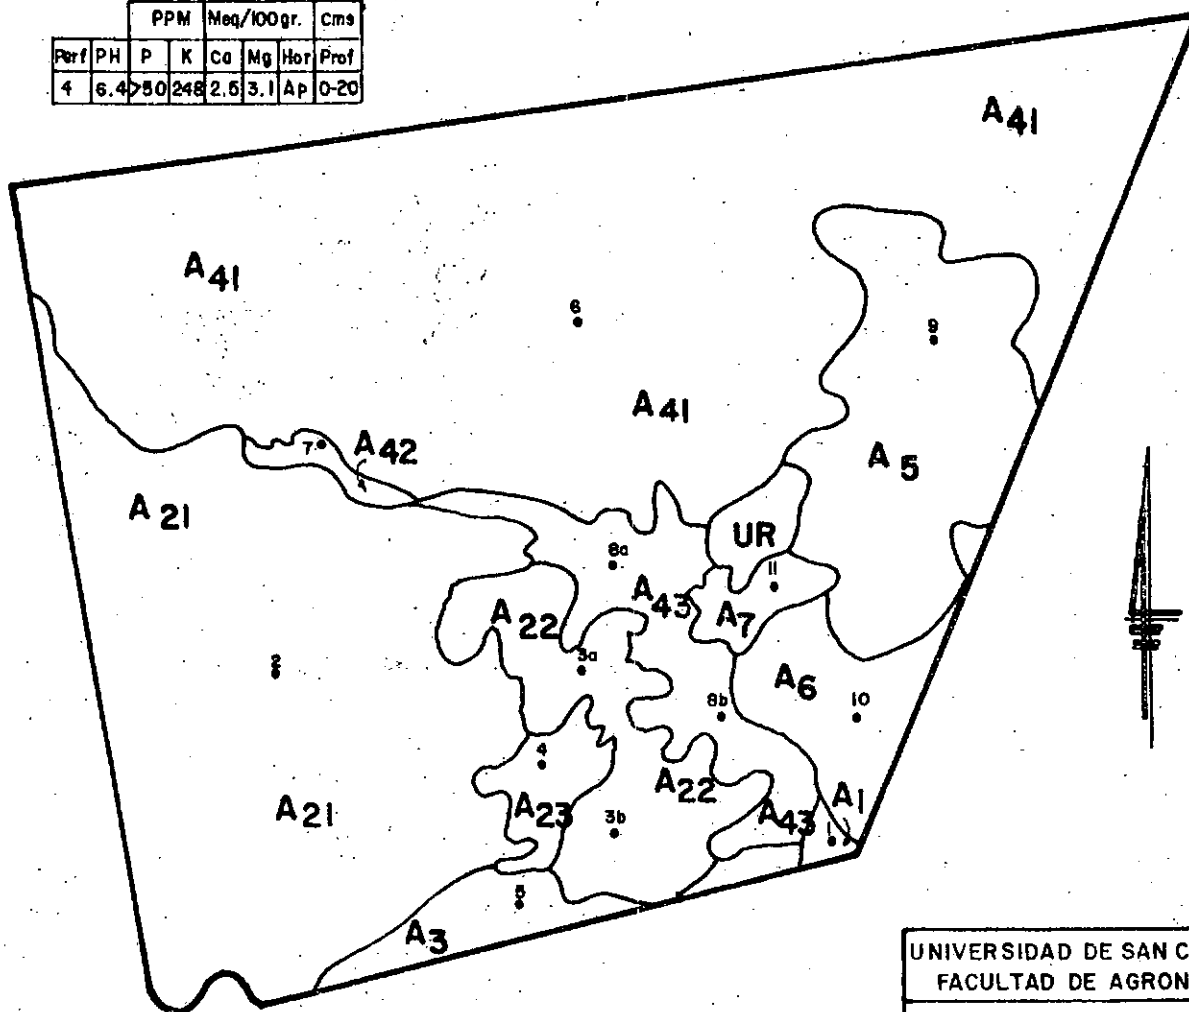 PPM Meq/100gr. Cms
Perf PH P K Ca Mg Hor Prof
4 6.4 >50 248 2.5 3.1 Ap 0-20
A41
A41
6
9
A41
7
A42
A5
A21
UR
8a
11
A43
A22
A7
2
3a
A6
8b
10
4
A22
A1
A21
A23
A43
3b
1
5
A3
UNIVERSIDAD DE SAN C
FACULTAD DE AGRON